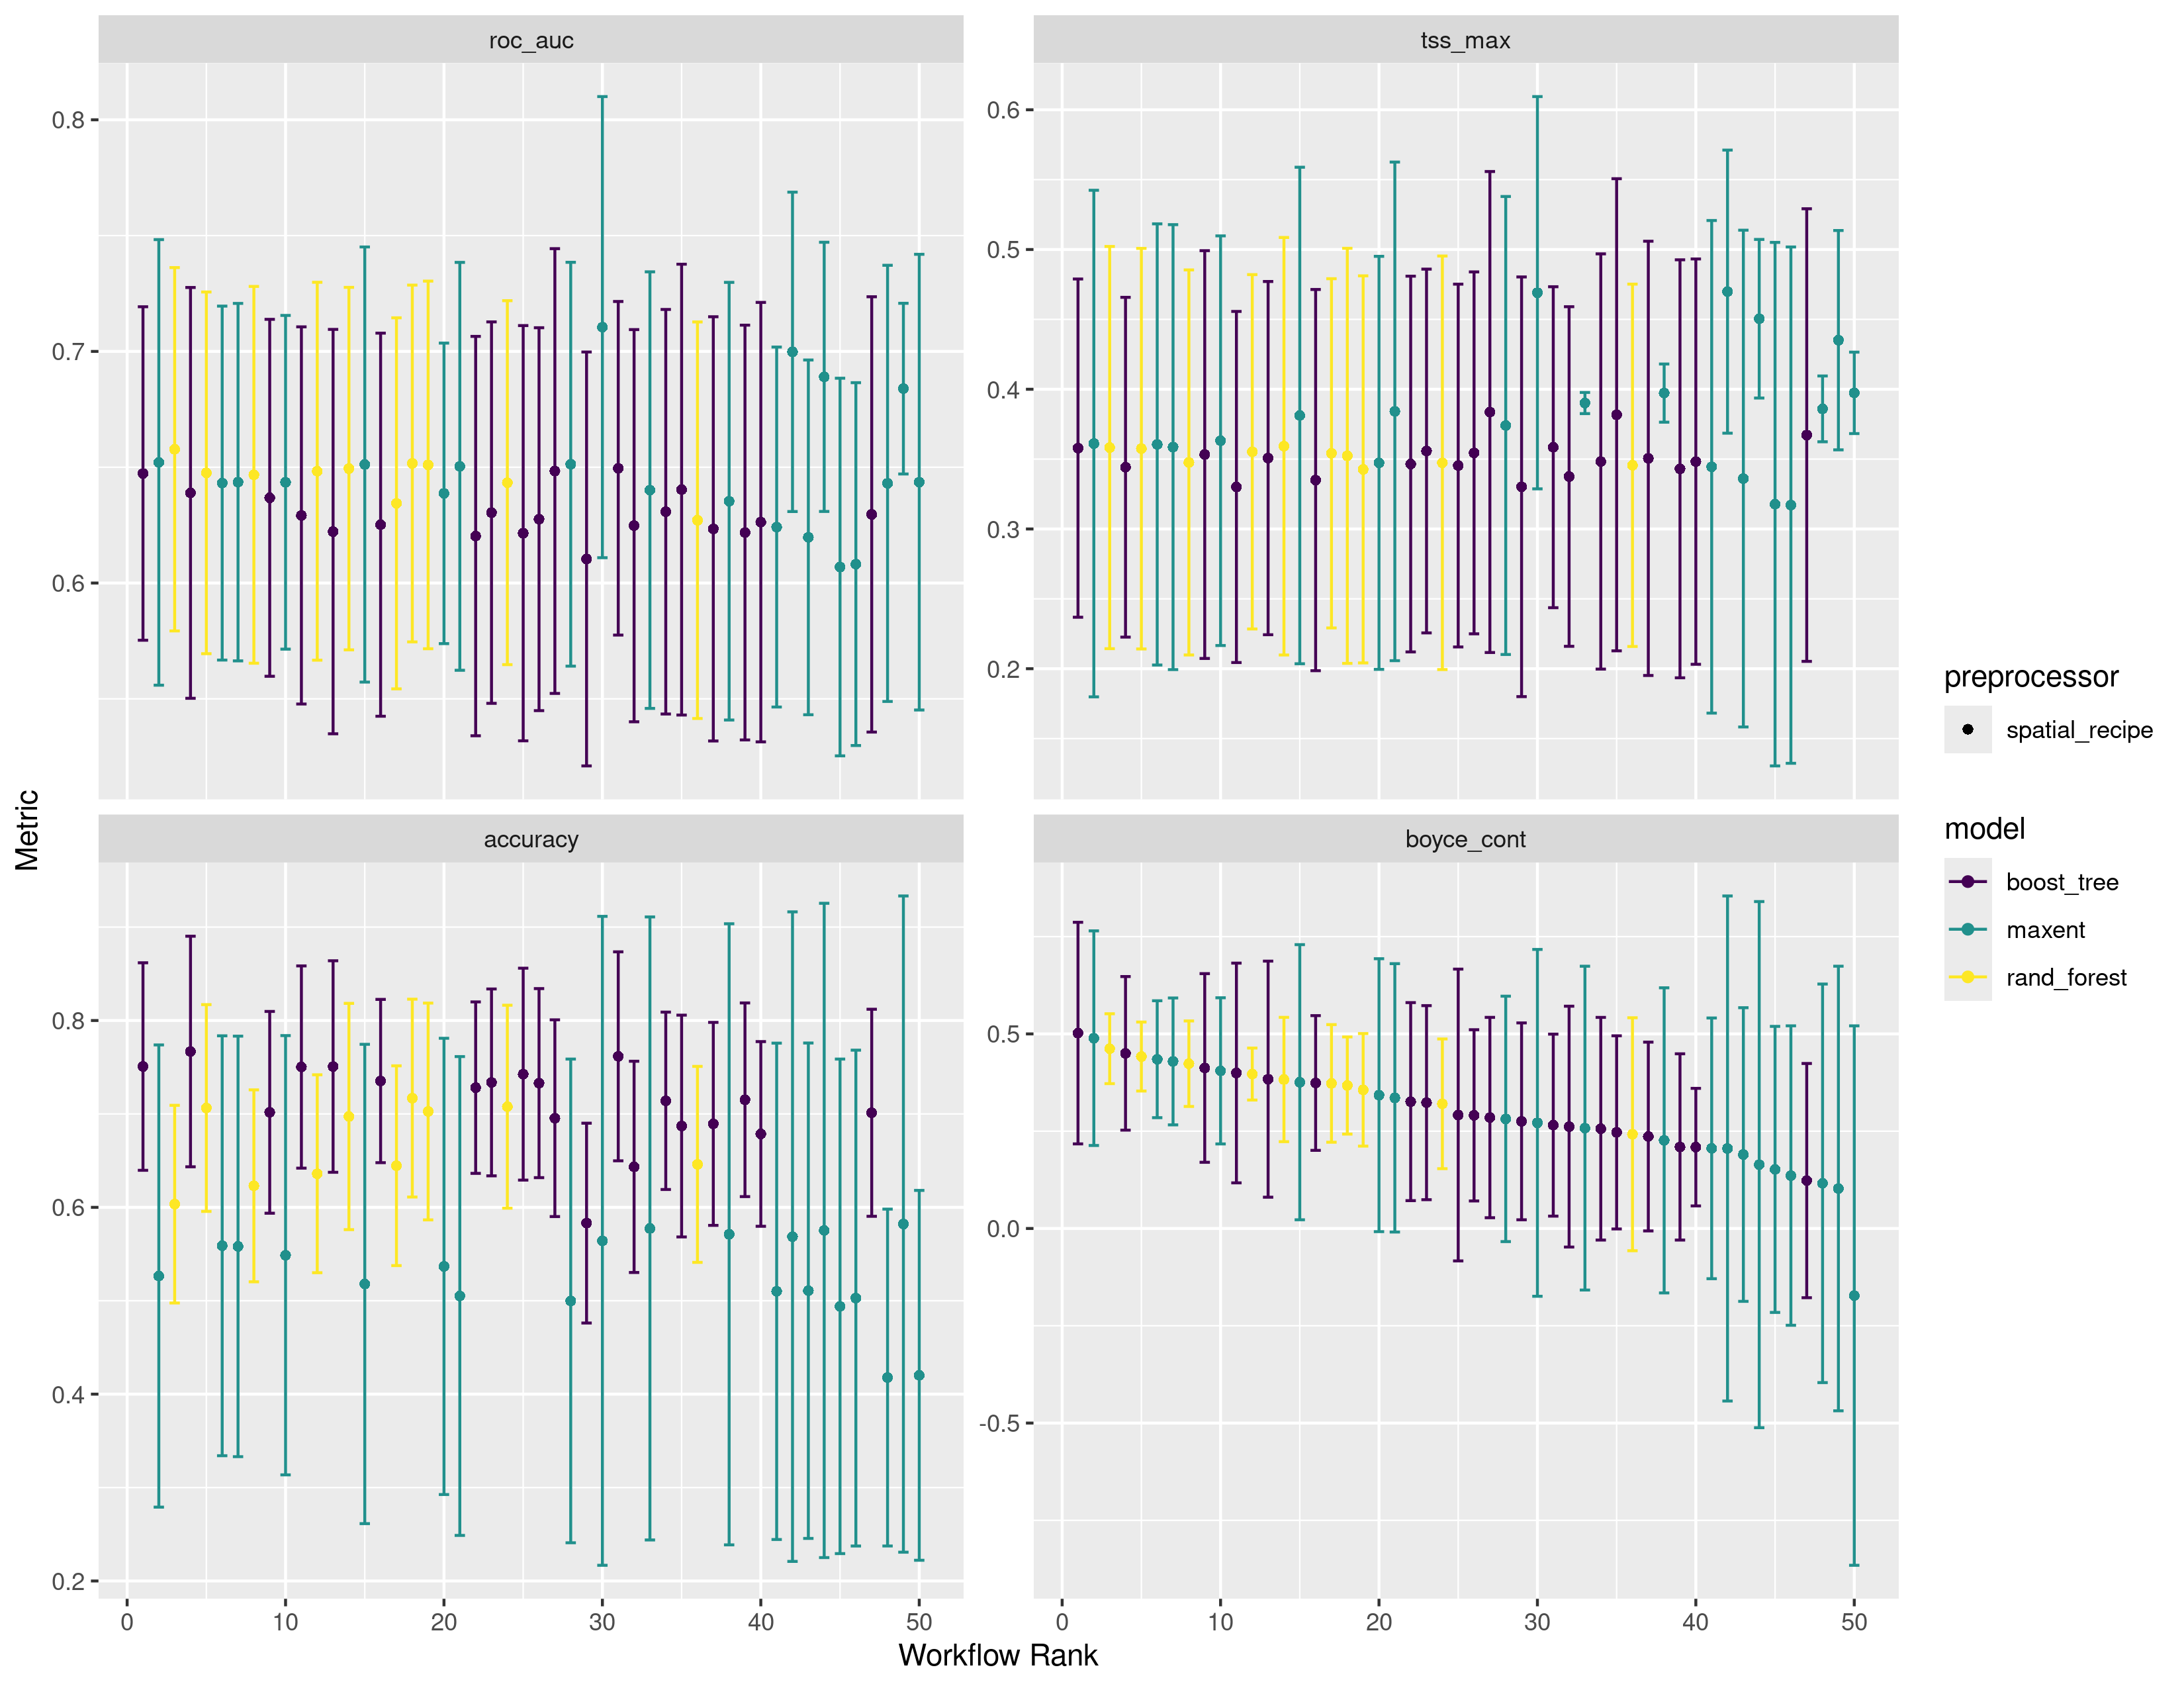 roc_auc
tss_max
0.8
0.7
0.6
0.6
0.5
0.4
0.3
0.2
Metric
accuracy
boyce_cont
0.8
0.6
0.4
0.2
0.5
0.0
-0.5
0 10 20 30 40 50
0 10 20 30 40 50
Workflow Rank
preprocessor
spatial_recipe
model
boost_tree
maxent
rand_forest